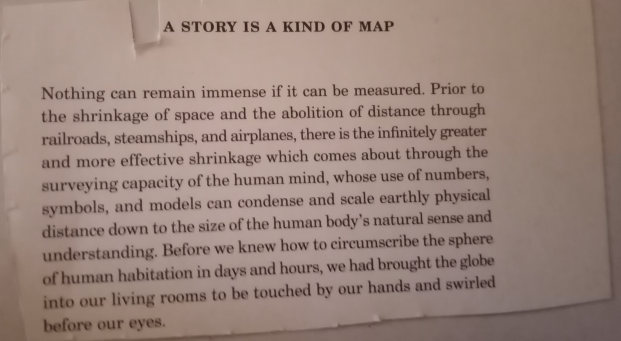 A STORY IS A KIND OF MAP
Nothing can remain immense if it can be measured. Prior to
the shrinkage of space and the abolition of distance through
railroads, steamships, and airplanes, there is the infinitely greater
and more effective shrinkage which comes about through the
surveying capacity of the human mind, whose use of numbers,
symbols, and models can condense and scale earthly physical
distance down to the size of the human body's natural sense and
understanding. Before we knew how to circumscribe the sphere
of human habitation in days and hours, we had brought the globe
into our living rooms to be touched by our hands and swirled
before our eyes.